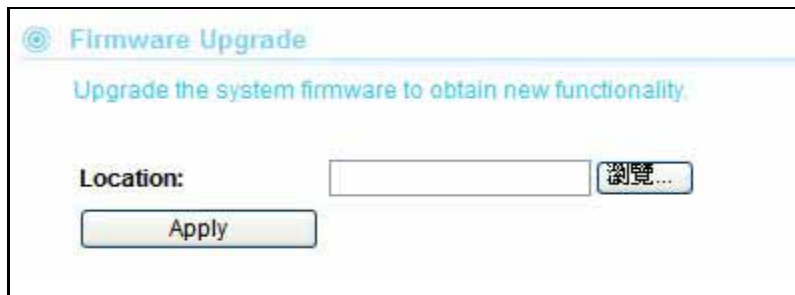 Firmware Upgrade
Upgrade the system firmware to obtain new functionality.
Location:
瀏覽...
Apply